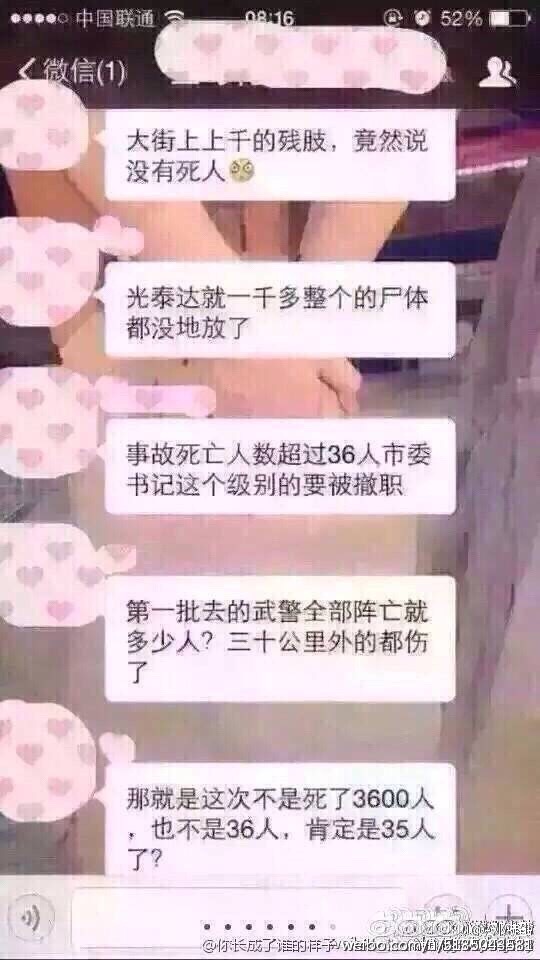 中国联通 08:16 52%
微信(1)
大街上上千的残肢，竟然说
没有死人
光泰达就一千多整个的尸体
都没地放了
事故死亡人数超过36人市委
书记这个级别的要被撤职
第一批去的武警全部阵亡就
多少人？三十公里外的都伤
了
那就是这次不是死了3600人
，也不是36人，肯定是35人
了？
@你长成了谁的样子